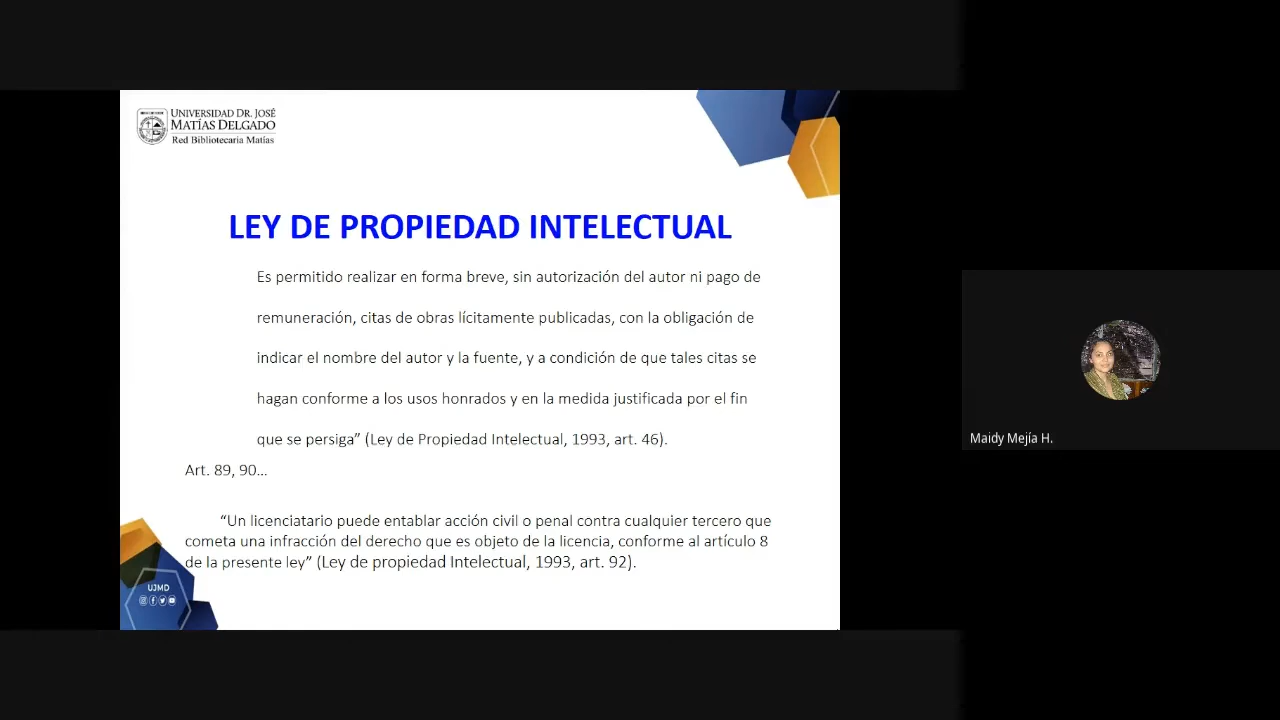 UNIVERSIDAD DR. JOSÉ
MATÍAS DELGADO
Red Bibliotecaria Matías
LEY DE PROPIEDAD INTELECTUAL
Es permitido realizar en forma breve, sin autorización del autor ni pago de
remuneración, citas de obras lícitamente publicadas, con la obligación de
indicar el nombre del autor y la fuente, y a condición de que tales citas se
hagan conforme a los usos honrados y en la medida justificada por el fin
que se persiga” (Ley de Propiedad Intelectual, 1993, art. 46).
Art. 89, 90...
“Un licenciatario puede entablar acción civil o penal contra cualquier tercero que
cometa una infracción del derecho que es objeto de la licencia, conforme al artículo 8
de la presente ley” (Ley de propiedad Intelectual, 1993, art. 92).
UJMD
Maidy Mejía H.